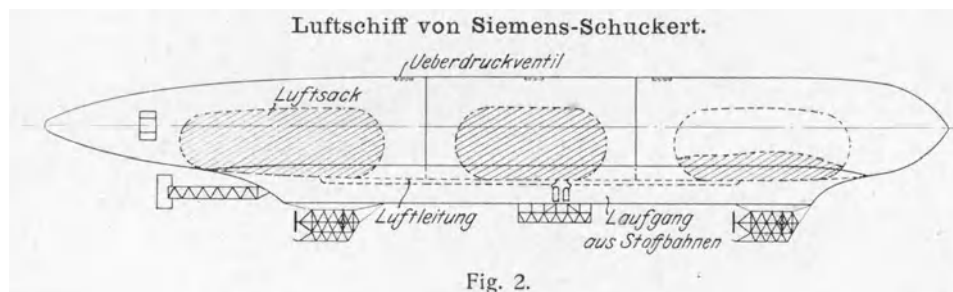 Luftschiff von Siemens-Schuckert.
Ueberdruckventil
Luftsack
Luftleitung
Laufgang
aus Stoffbahnen
Fig. 2.